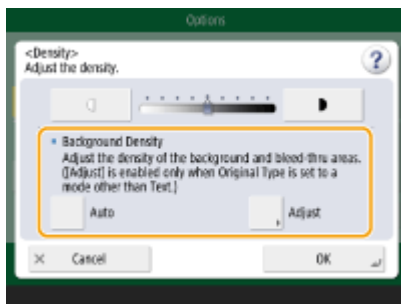 Options
<Density>
Adjust the density.
?
Background Density
Adjust the density of the background and bleed-thru areas.
([Adjust] is enabled only when Original Type is set to a
mode other than Text.)
Auto
Adjust
× Cancel
OK